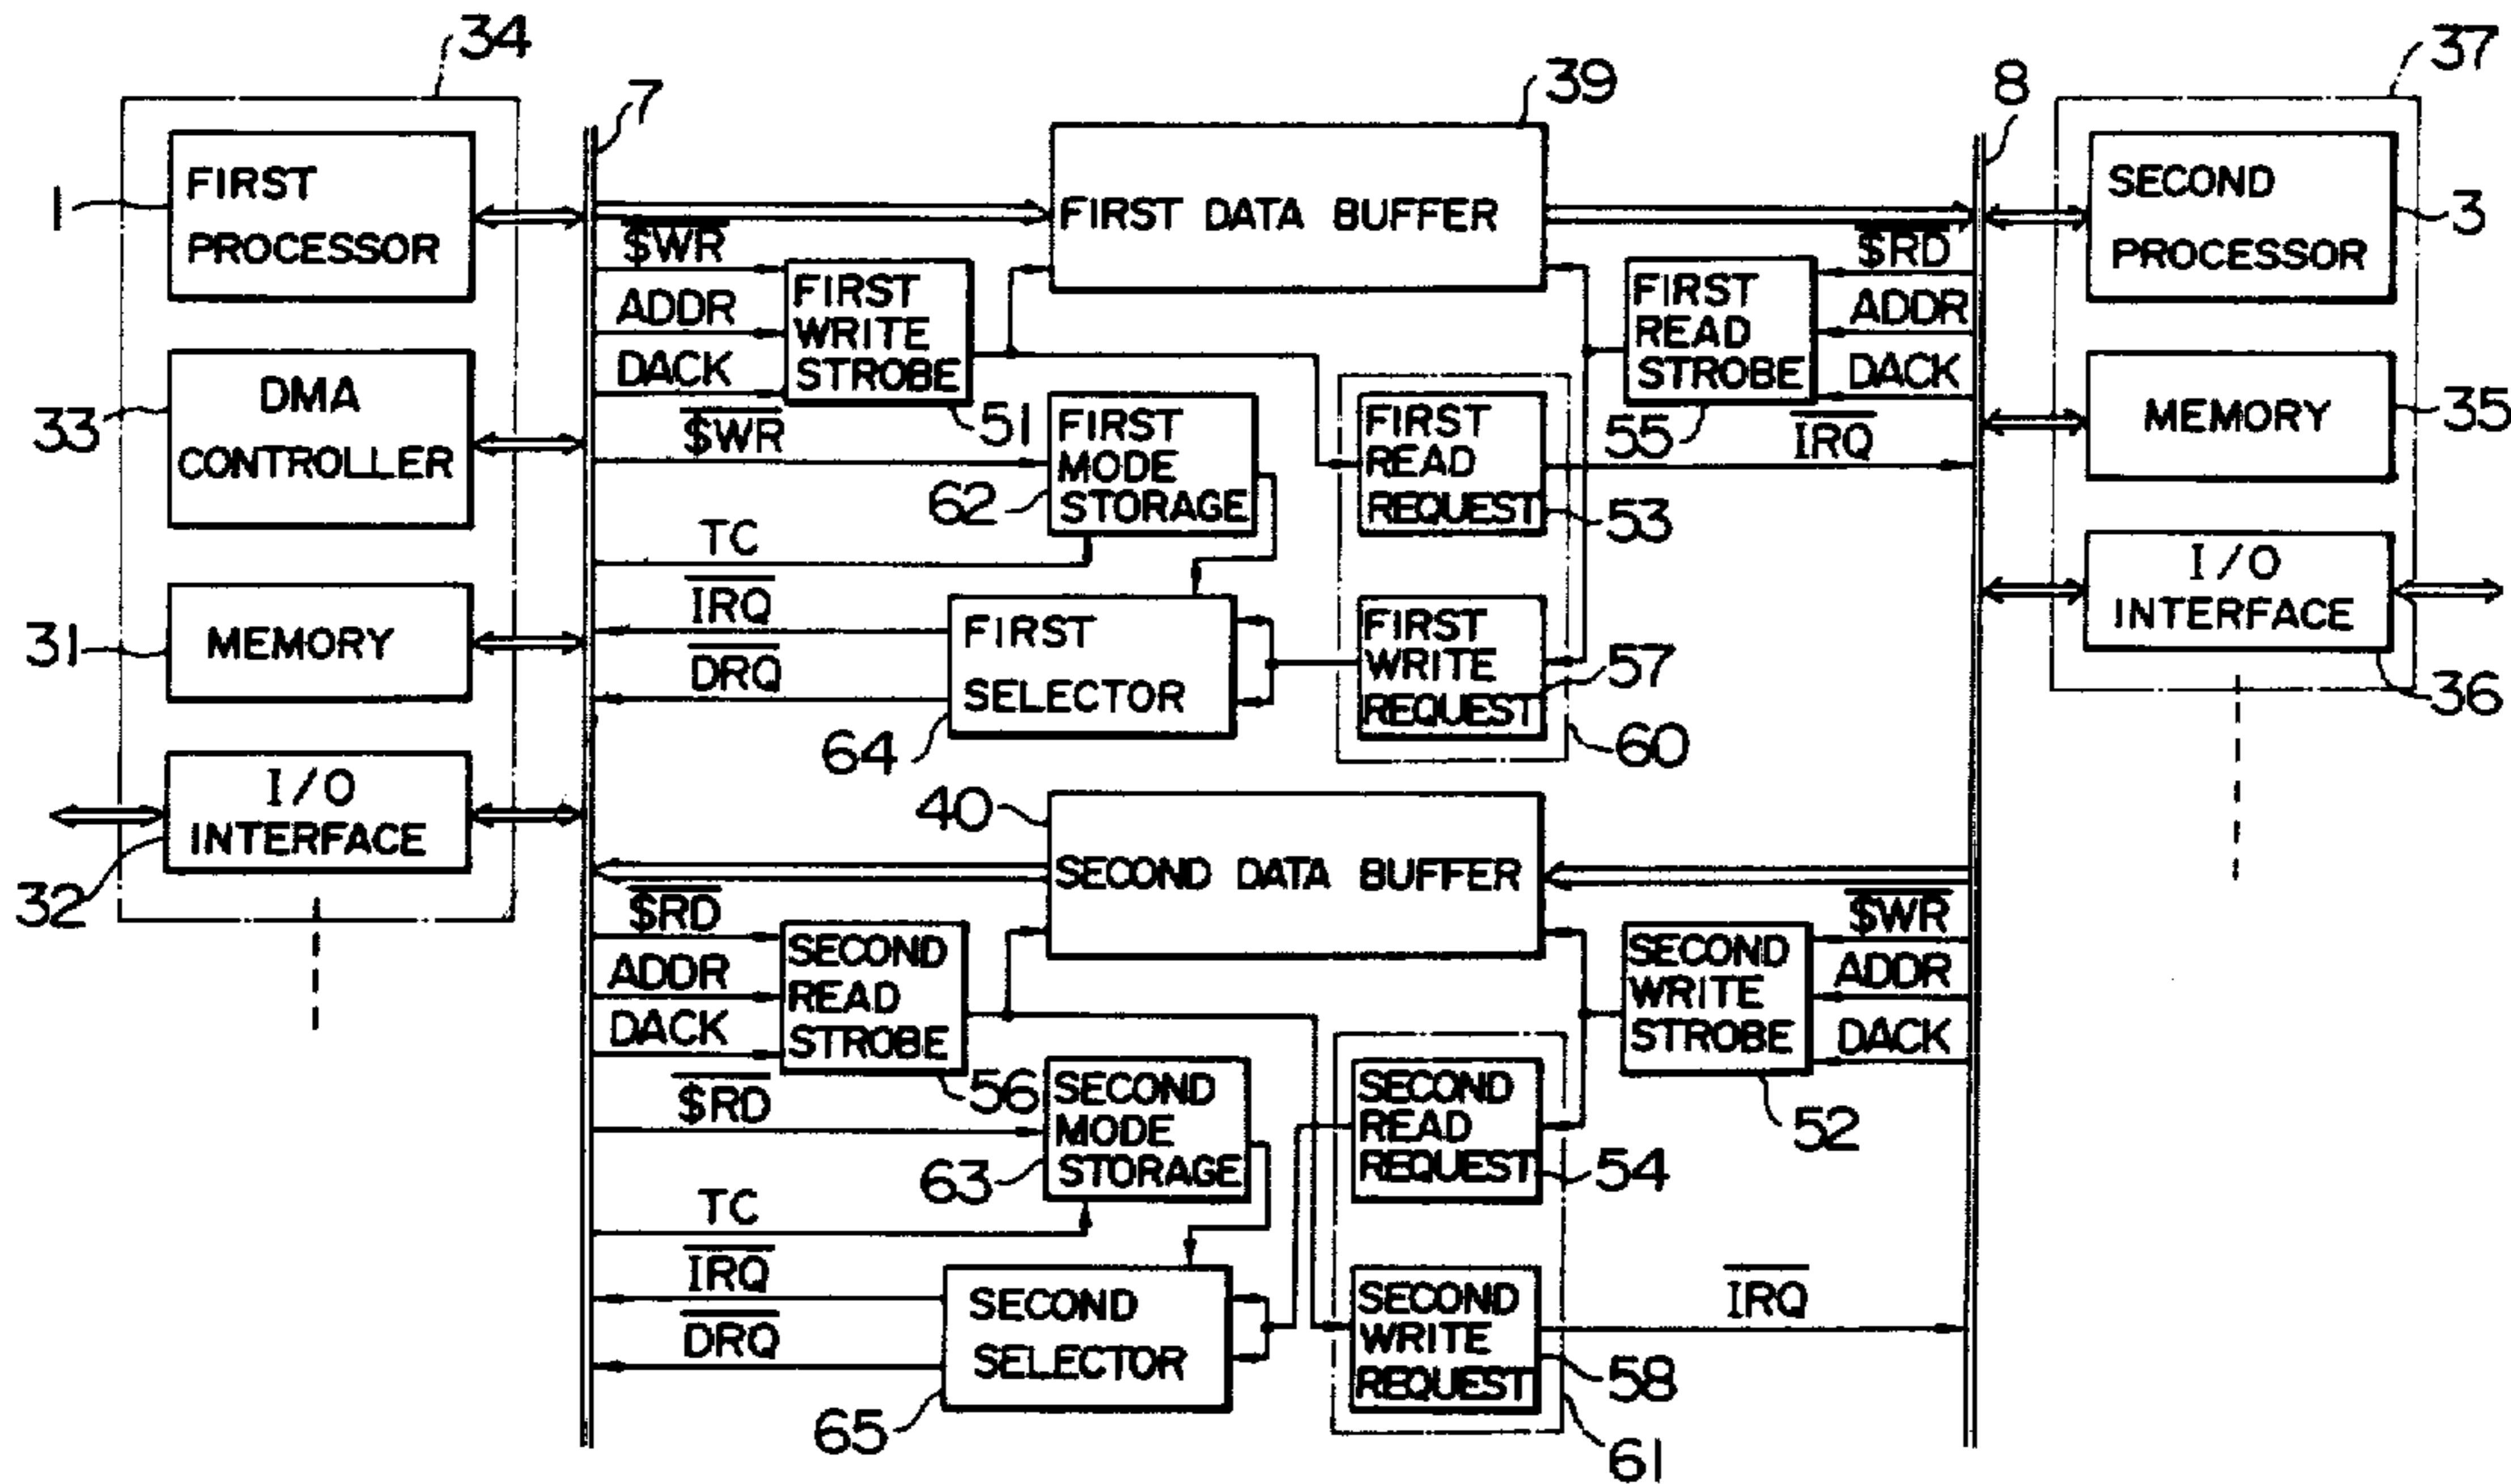 34
7
39
8
37
1
FIRST
PROCESSOR
FIRST DATA BUFFER
SECOND
PROCESSOR
3
$WR
ADDR
DACK
FIRST
WRITE
STROBE
51
FIRST
READ
STROBE
55
$RD
ADDR
DACK
33
DMA
CONTROLLER
$WR
FIRST
MODE
STORAGE
62
FIRST
READ
REQUEST
53
IRQ
MEMORY
35
TC
IRQ
DRQ
31
MEMORY
FIRST
SELECTOR
64
FIRST
WRITE
REQUEST
57
60
I/O
INTERFACE
36
I/O
INTERFACE
32
40
SECOND DATA BUFFER
$RD
ADDR
DACK
SECOND
READ
STROBE
56
SECOND
WRITE
STROBE
52
$WR
ADDR
DACK
$RD
SECOND
MODE
STORAGE
63
SECOND
READ
REQUEST
54
TC
IRQ
DRQ
SECOND
SELECTOR
65
SECOND
WRITE
REQUEST
58
61
IRQ